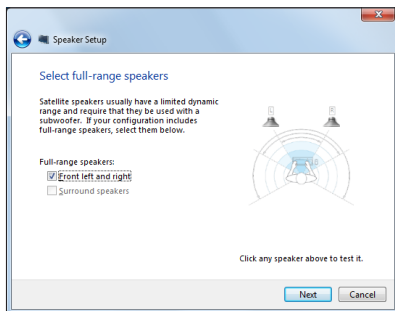 Speaker Setup
Select full-range speakers
Satellite speakers usually have a limited dynamic
range and require that they be used with a
subwoofer. If your configuration includes
full-range speakers, select them below.
L
R
Full-range speakers:
Front left and right
Surround speakers
Click any speaker above to test it.
Next
Cancel